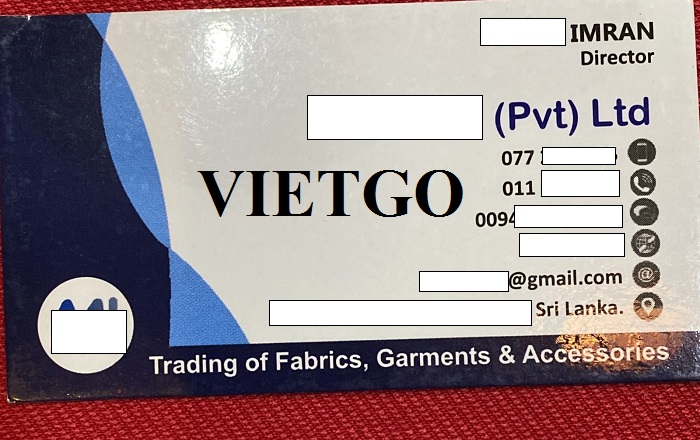 IMRAN
Director
(Pvt) Ltd
077
011
VIETGO
0094
@gmail.com
Sri Lanka.
Trading of Fabrics, Garments & Accessories